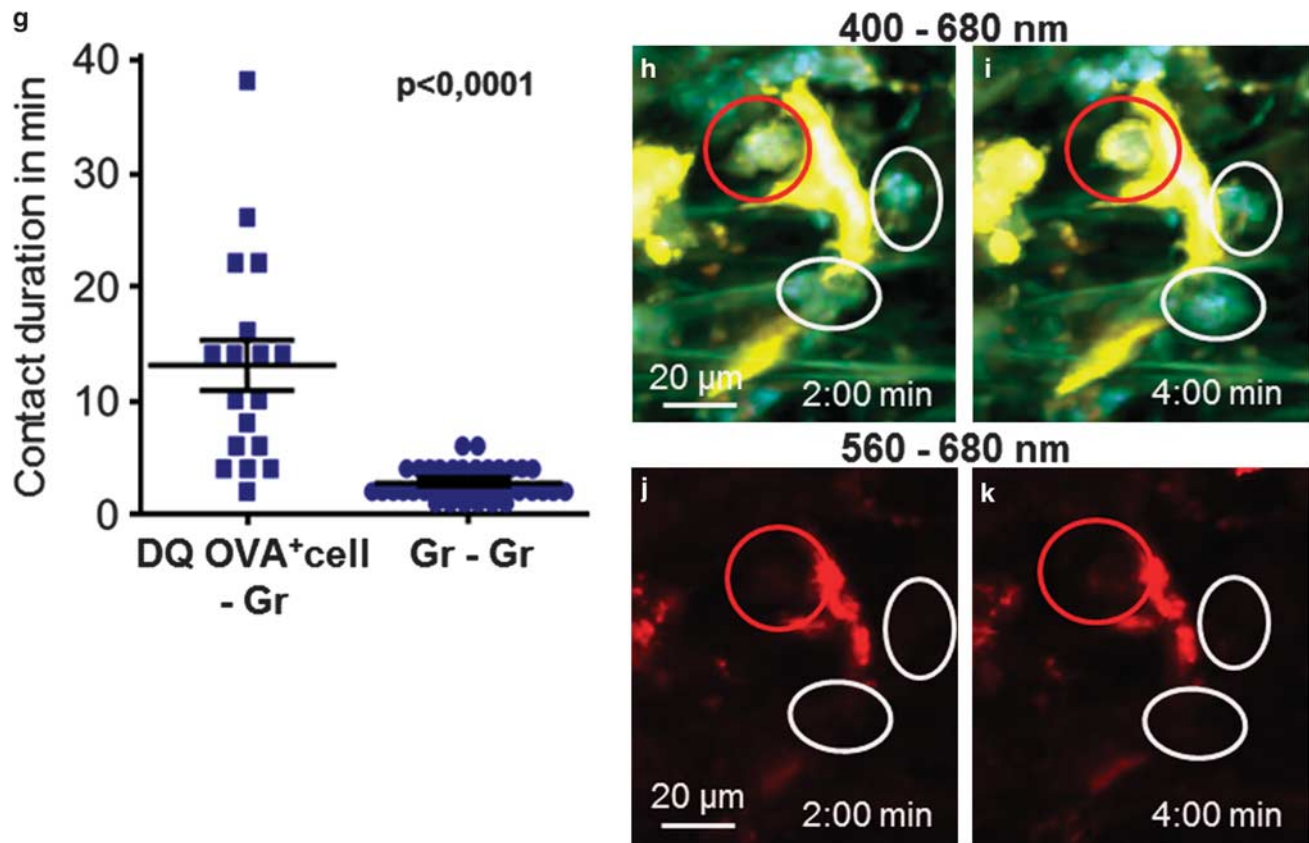 g
40
30
20
10
0
Contact duration in min
p<0,0001
DQ OVA⁺cell
- Gr
Gr - Gr
400 - 680 nm
h
20 µm
2:00 min
i
4:00 min
560 - 680 nm
j
20 µm
2:00 min
k
4:00 min